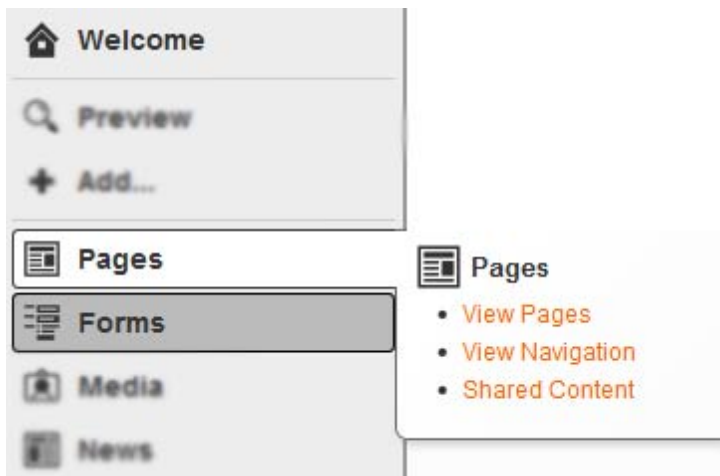 Welcome
Preview
Add...
Pages
Forms
Media
News
Pages
View Pages
View Navigation
Shared Content